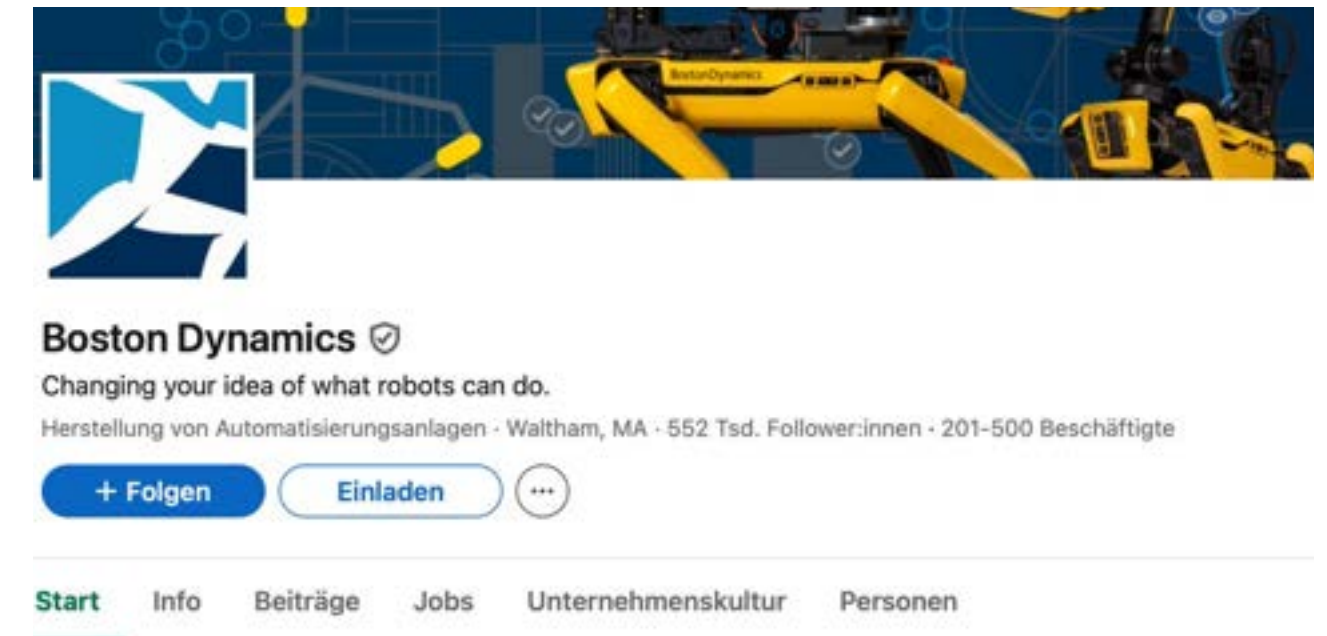 BostonDynamics
Boston Dynamics
Changing your idea of what robots can do.
Herstellung von Automatisierungsanlagen · Waltham, MA · 552 Tsd. Follower:innen · 201-500 Beschäftigte
+ Folgen
Einladen
Start Info Beiträge Jobs Unternehmenskultur Personen